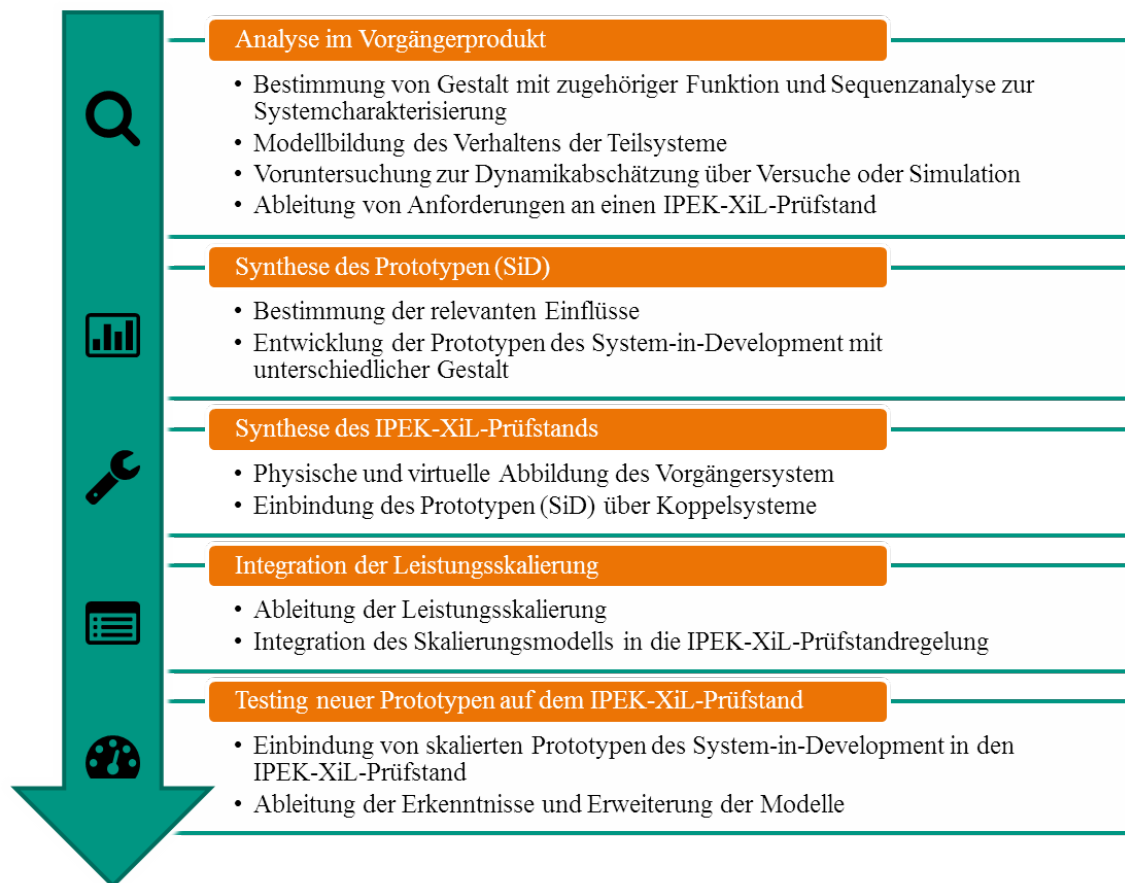 Analyse im Vorgängerprodukt
• Bestimmung von Gestalt mit zugehöriger Funktion und Sequenzanalyse zur
Systemcharakterisierung
• Modellbildung des Verhaltens der Teilsysteme
• Voruntersuchung zur Dynamikabschätzung über Versuche oder Simulation
• Ableitung von Anforderungen an einen IPEK-XiL-Prüfstand
Synthese des Prototypen (SiD)
• Bestimmung der relevanten Einflüsse
• Entwicklung der Prototypen des System-in-Development mit
unterschiedlicher Gestalt
Synthese des IPEK-XiL-Prüfstands
• Physische und virtuelle Abbildung des Vorgängersystem
• Einbindung des Prototypen (SiD) über Koppelsysteme
Integration der Leistungsskalierung
• Ableitung der Leistungsskalierung
• Integration des Skalierungsmodells in die IPEK-XiL-Prüfstandregelung
Testing neuer Prototypen auf dem IPEK-XiL-Prüfstand
• Einbindung von skalierten Prototypen des System-in-Development in den
IPEK-XiL-Prüfstand
• Ableitung der Erkenntnisse und Erweiterung der Modelle